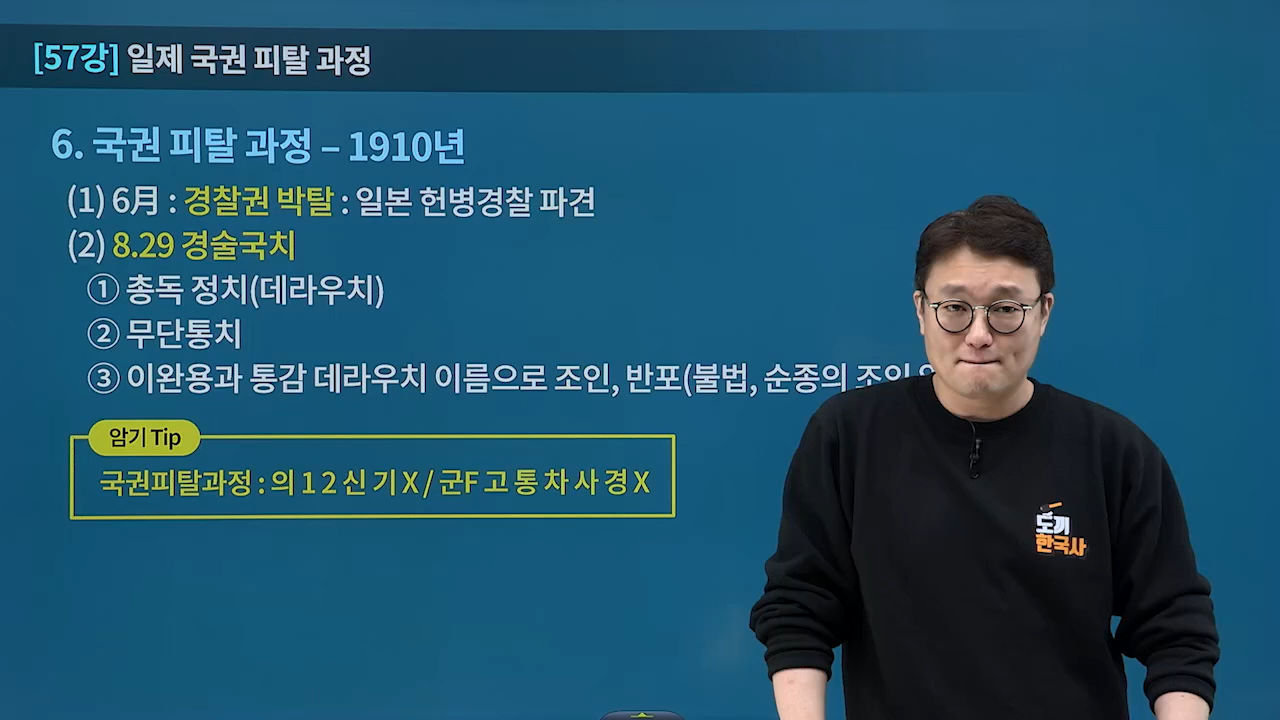 [57강] 일제 국권 피탈 과정
6. 국권 피탈 과정 – 1910년
(1) 6月 : 경찰권 박탈 : 일본 헌병경찰 파견
(2) 8.29 경술국치
① 총독 정치(데라우치)
② 무단통치
③ 이완용과 통감 데라우치 이름으로 조인, 반포(불법, 순종의 조인
암기 Tip
국권피탈과정 : 의 1 2 신 기 X / 군F 고 통 차 사 경 X
도끼
한국사